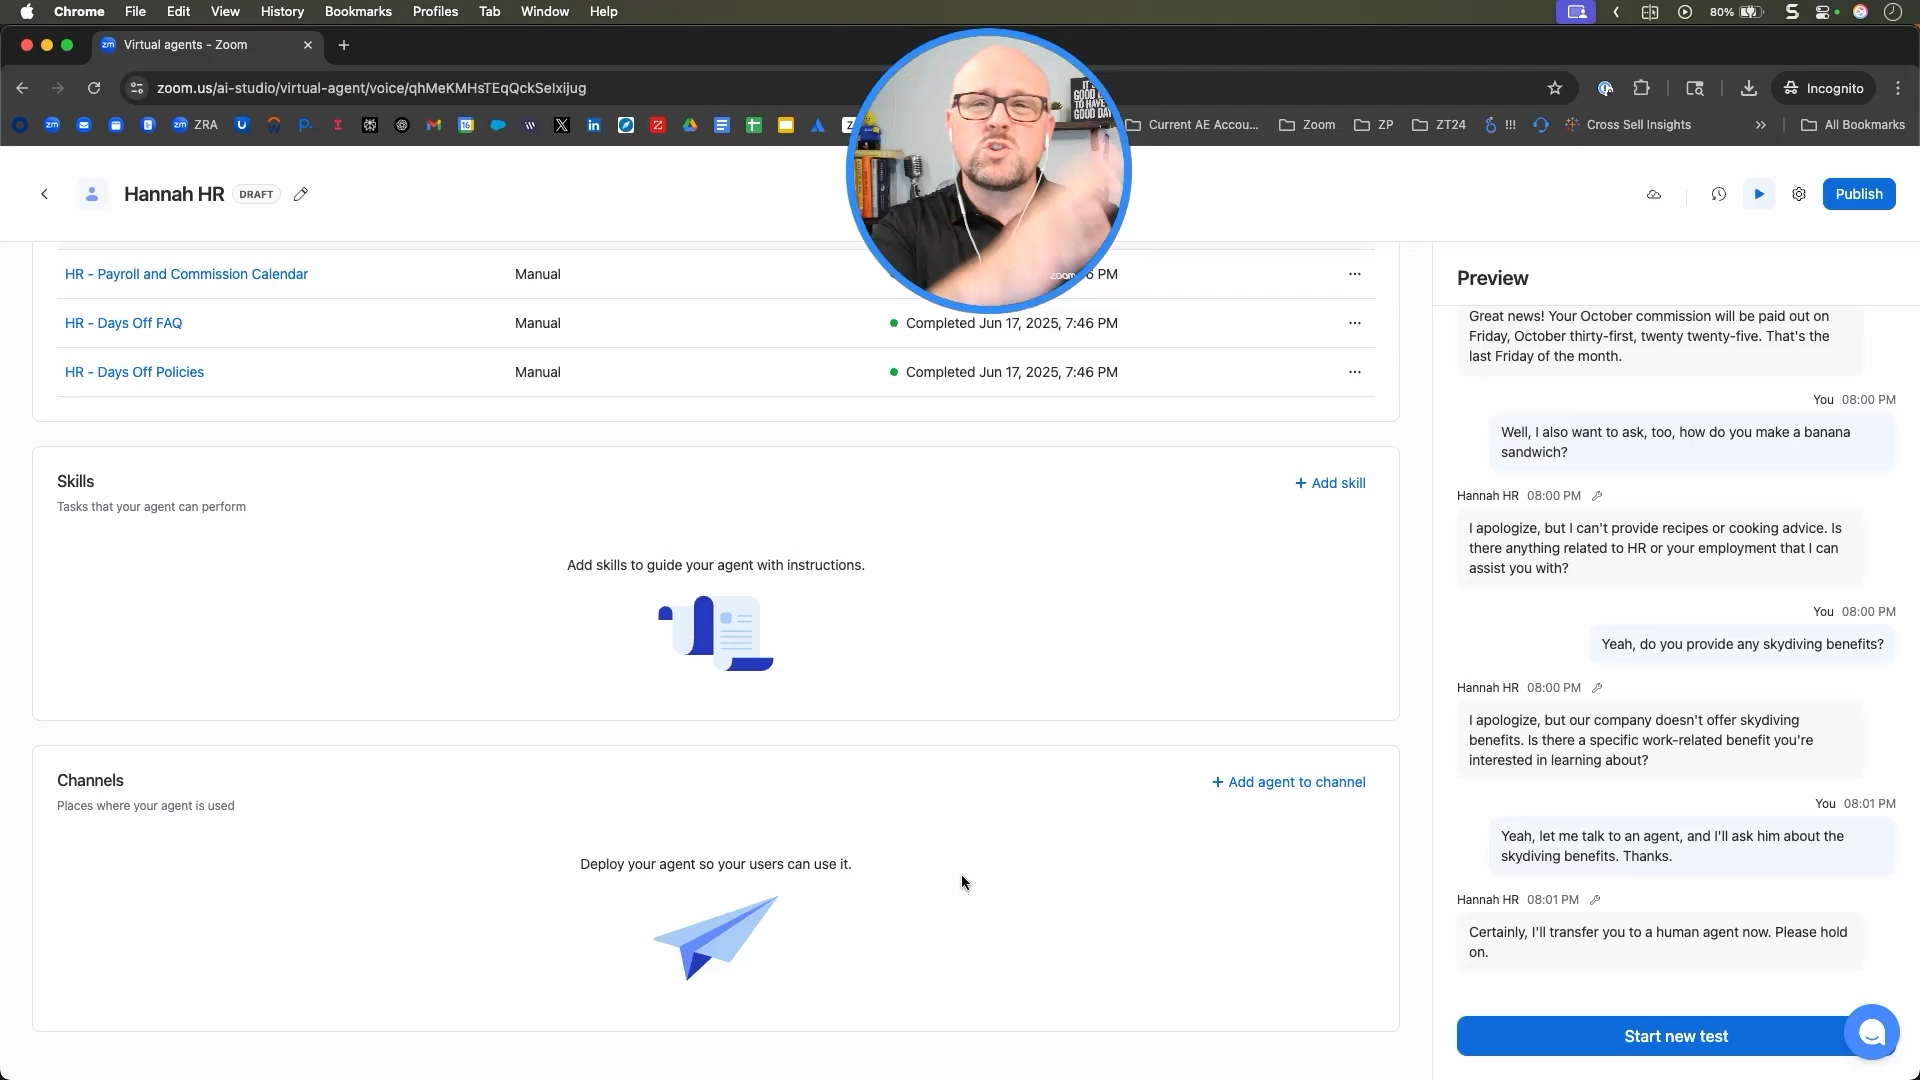 Chrome File Edit View History Bookmarks Profiles Tab Window Help 80%
Virtual agents - Zoom
zoom.us/ai-studio/virtual-agent/voice/qhMeKMHsTEqQckSelxijug
Incognito
ZRA
Current AE Accou...
Zoom
ZP
ZT24
!!!
Cross Sell Insights
All Bookmarks
GOOD
TO HAVE
GOOD DAY
zoom
Hannah HR DRAFT
Publish
HR - Payroll and Commission Calendar Manual PM
HR - Days Off FAQ Manual Completed Jun 17, 2025, 7:46 PM
HR - Days Off Policies Manual Completed Jun 17, 2025, 7:46 PM
Skills
+ Add skill
Tasks that your agent can perform
Add skills to guide your agent with instructions.
Channels
+ Add agent to channel
Places where your agent is used
Deploy your agent so your users can use it.
Preview
Great news! Your October commission will be paid out on
Friday, October thirty-first, twenty twenty-five. That's the
last Friday of the month.
You 08:00 PM
Well, I also want to ask, too, how do you make a banana
sandwich?
Hannah HR 08:00 PM
I apologize, but I can't provide recipes or cooking advice. Is
there anything related to HR or your employment that I can
assist you with?
You 08:00 PM
Yeah, do you provide any skydiving benefits?
Hannah HR 08:00 PM
I apologize, but our company doesn't offer skydiving
benefits. Is there a specific work-related benefit you're
interested in learning about?
You 08:01 PM
Yeah, let me talk to an agent, and I'll ask him about the
skydiving benefits. Thanks.
Hannah HR 08:01 PM
Certainly, I'll transfer you to a human agent now. Please hold
on.
Start new test